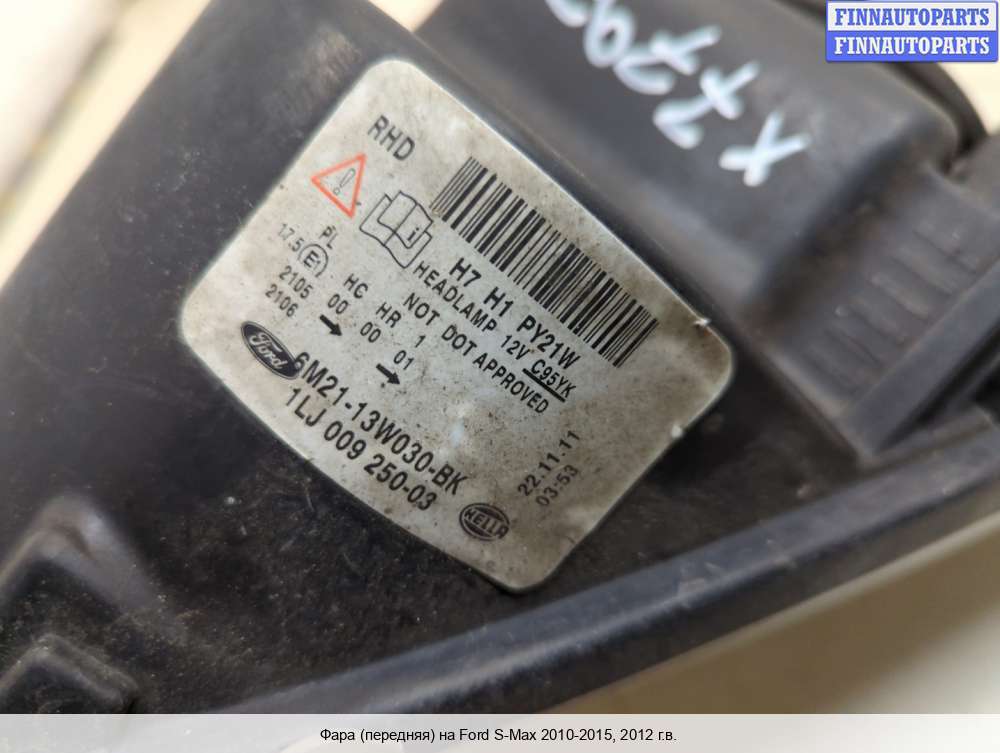 FINNAUTOPARTS
FINNAUTOPARTS
RHD
H7 H1 PY21W
HEADLAMP 12V C95YK
NOT DOT APPROVED
PL HC HR 1
17.5 E1 00 00 01
2105
2106
Ford
6M21-13W030-BK
1LJ 009 250-03
22.11.11
03:53
HELLA
Фара (передняя) на Ford S-Max 2010-2015, 2012 г.в.